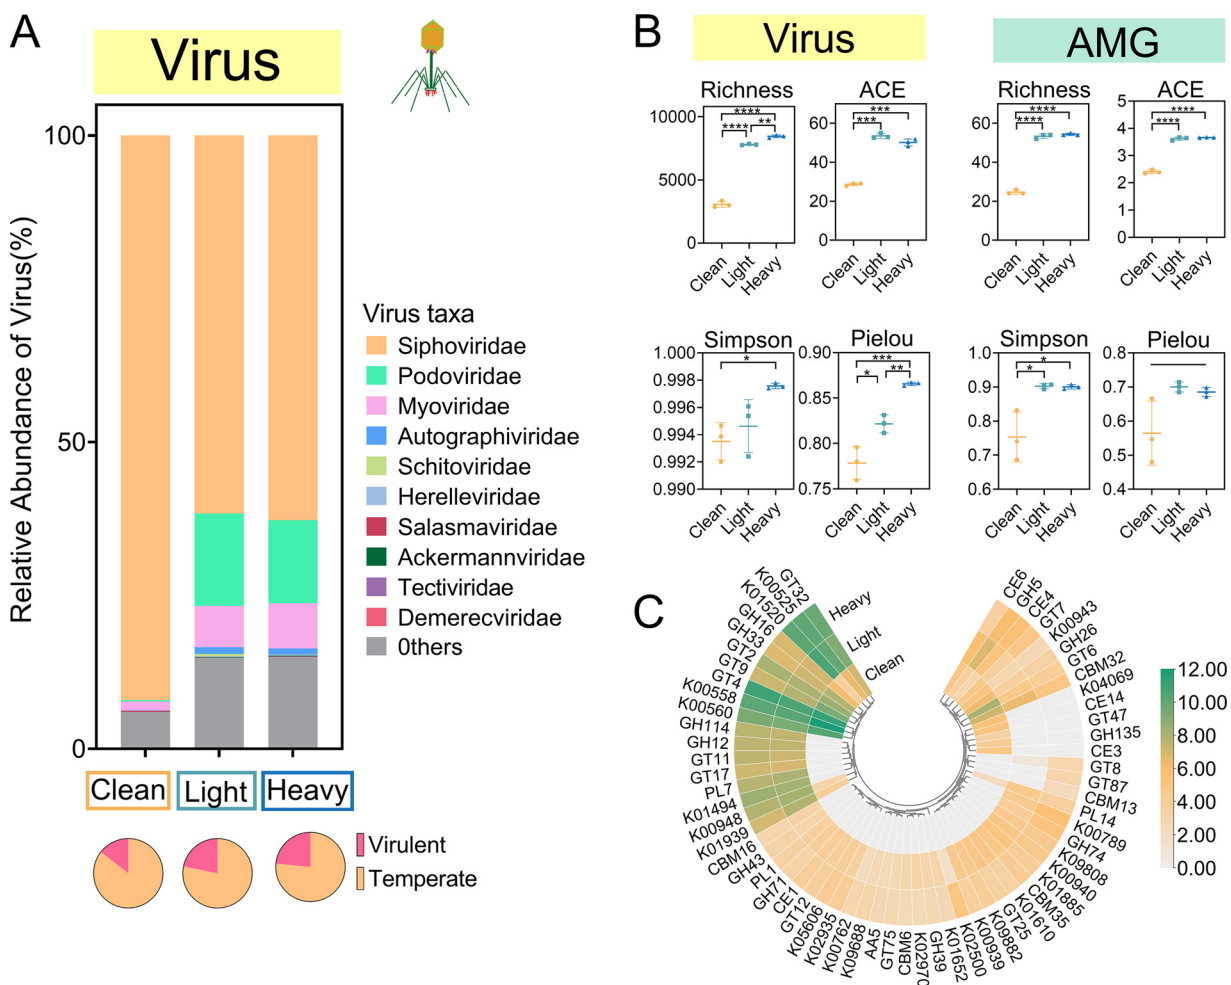 A
Virus
Relative Abundance of Virus(%)
100
50
0
Clean
Light
Heavy
Virus taxa
Siphoviridae
Podoviridae
Myoviridae
Autographiviridae
Schitoviridae
Herelleviridae
Salasmaviridae
Ackermannviridae
Tectiviridae
Demerecviridae
0thers
Virulent
Temperate
B
Virus
AMG
Richness
****
****
**
10000
5000
0
Clean
Light
Heavy
ACE
***
***
60
40
20
0
Clean
Light
Heavy
Richness
****
****
60
40
20
0
Clean
Light
Heavy
ACE
****
****
5
4
3
2
1
0
Clean
Light
Heavy
Simpson
*
1.000
0.998
0.996
0.994
0.992
0.990
Clean
Light
Heavy
Pielou
***
*
**
0.90
0.85
0.80
0.75
Clean
Light
Heavy
Simpson
*
*
1.0
0.9
0.8
0.7
0.6
Clean
Light
Heavy
Pielou
0.8
0.7
0.6
0.5
0.4
Clean
Light
Heavy
C
Heavy
Light
Clean
GT32
K00525
K01520
GH16
GH33
GT2
GT9
GT4
K00558
K00560
GH114
GH12
GT11
GT17
PL7
K01494
K00948
K01939
CBM16
GH43
PL71
GH7
CE1
GT12
K05606
K02935
K00762
K09688
AA5
GT75
CBM6
K02970
GH39
K01652
K02500
K00939
K09882
GT25
K01610
CBM35
K01885
K00940
K09808
GH74
K00789
PL14
CBM13
GT87
GT8
CE3
GH135
GT47
CE14
K04069
CBM32
GT6
GH26
K00943
GT7
CE4
GH5
CE6
12.00
8.00
6.00
4.00
2.00
0.00